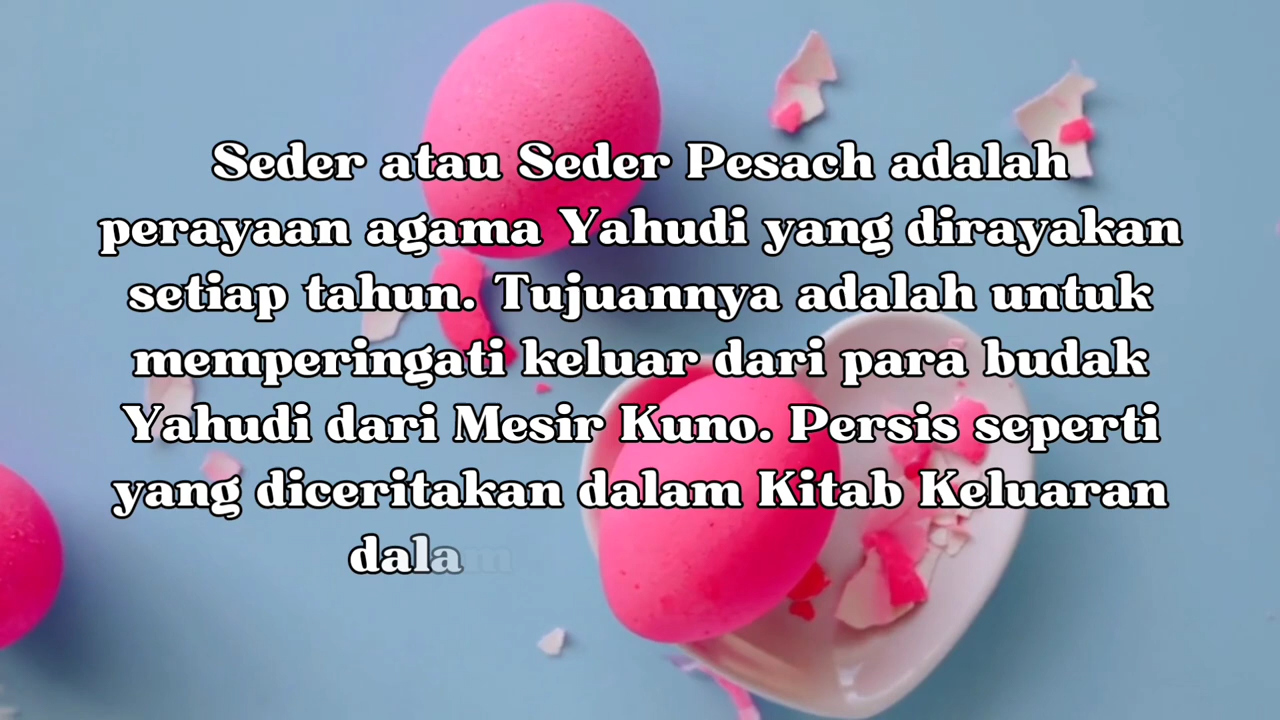 Seder atau Seder Pesach adalah
perayaan agama Yahudi yang dirayakan
setiap tahun. Tujuannya adalah untuk
memperingati keluar dari para budak
Yahudi dari Mesir Kuno. Persis seperti
yang diceritakan dalam Kitab Keluaran
dalam